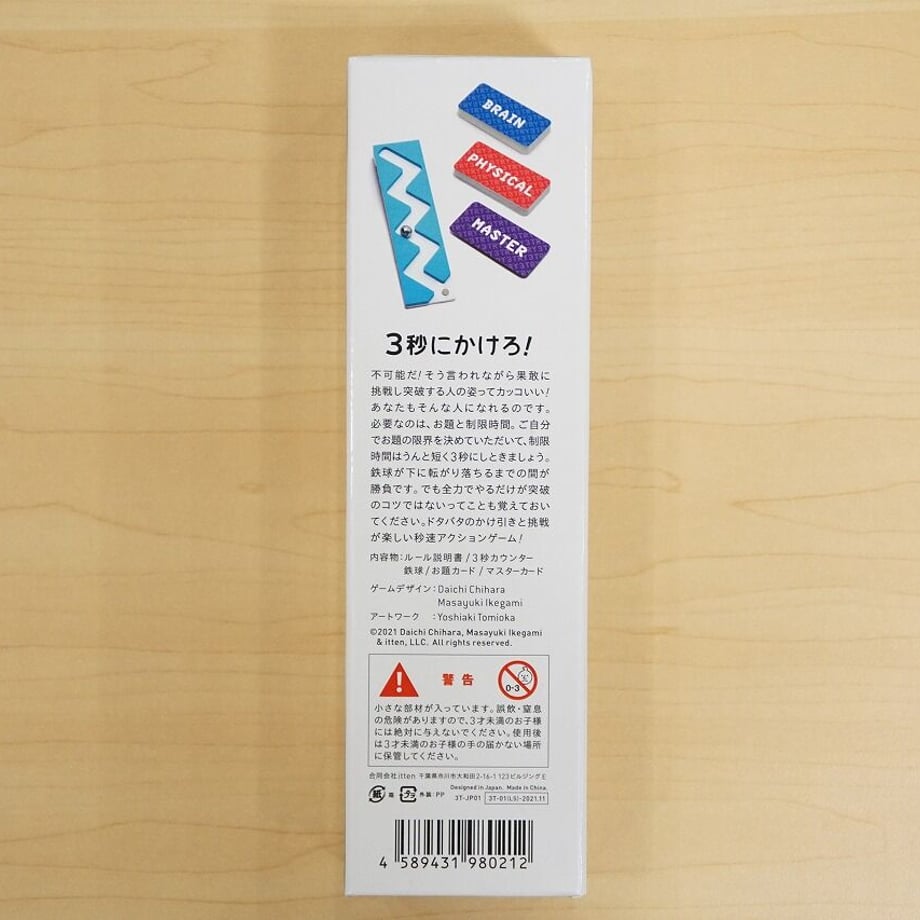 BRAIN
PHYSICAL
MASTER
3秒にかけろ!
不可能だ!そう言われながら果敢に
挑戦し突破する人の姿ってカッコいい!
あなたもそんな人になれるのです。
必要なのは、お題と制限時間。ご自分
でお題の限界を決めていただいて、制限
時間はうんと短く3秒にしときましょう。
鉄球が下に転がり落ちるまでの間が
勝負です。でも全力でやるだけが突破
のコツではないってことも覚えておい
てください。ドタバタのかけ引きと挑戦
が楽しい秒速アクションゲーム!
内容物:ルール説明書/3秒カウンター
鉄球/お題カード/マスターカード
ゲームデザイン:Daichi Chihara
Masayuki Ikegami
アートワーク :Yoshiaki Tomioka
©2021 Daichi Chihara, Masayuki Ikegami
& itten, LLC. All rights reserved.
警告
0-3
小さな部材が入っています。誤飲・窒息
の危険がありますので、3才未満のお子様
には絶対に与えないでください。使用後
は3才未満のお子様の手の届かない場所
に保管してください。
合同会社itten 千葉県市川市大和田2-16-1 123ビルヂングE
Designed in Japan. Made in China.
紙 箱 プラ 外装:PP 3T-JP01 3T-01(LS)-2021.11
4 589431 980212